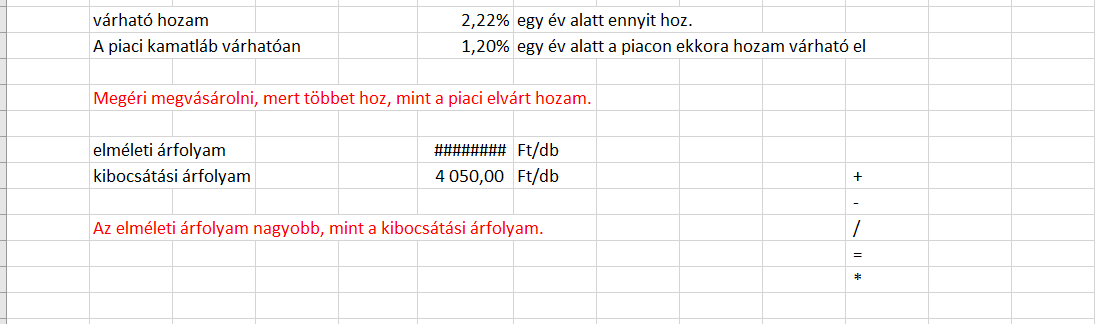 várható hozam 2,22% egy év alatt ennyit hoz.
A piaci kamatláb várhatóan 1,20% egy év alatt a piacon ekkora hozam várható el
Megéri megvásárolni, mert többet hoz, mint a piaci elvárt hozam.
elméleti árfolyam ######## Ft/db
kibocsátási árfolyam 4 050,00 Ft/db +
-
Az elméleti árfolyam nagyobb, mint a kibocsátási árfolyam. /
=
*